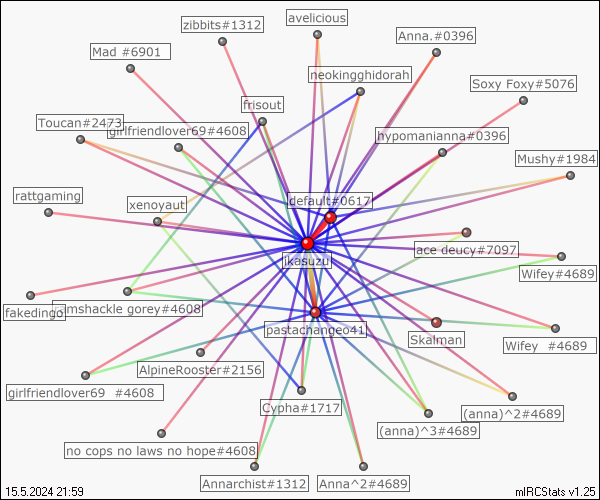 avelicious
zibbits#1312
Anna.#0396
Mad #6901
neokingghidorah
Soxy Foxy#5076
frisout
Toucan#2473
girlfriendlover69#4608
hypomanianna#0396
Mushy#1984
default#0617
rattgaming
xenoyaut
ikasuzu
ace deucy#7097
Wifey#4689
fakedingo
mshackle gorey#4608
pastachangeo41
Skalman
Wifey #4689
AlpineRooster#2156
girlfriendlover69 #4608
Cypha#1717
(anna)^2#4689
(anna)^3#4689
no cops no laws no hope#4608
Annarchist#1312
Anna^2#4689
15.5.2024 21:59
mIRCStats v1.25